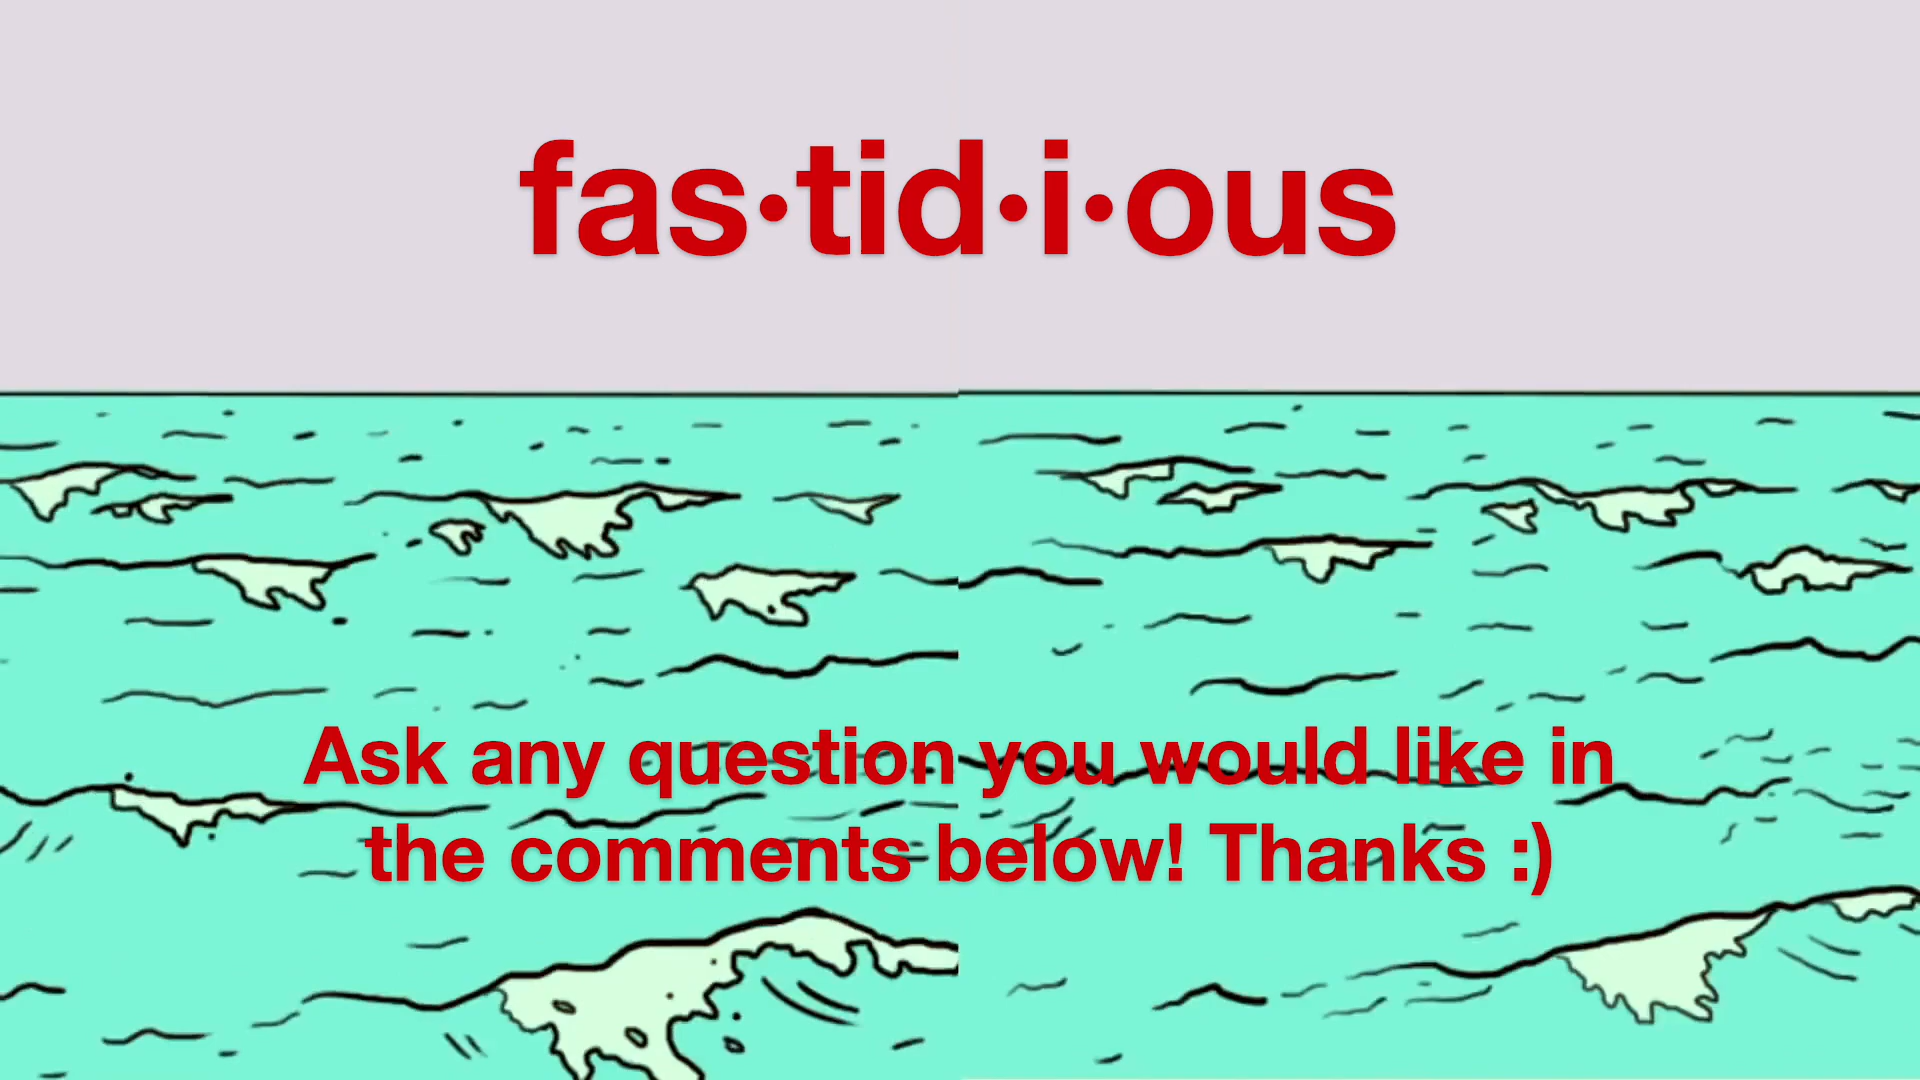 fas·tid·i·ous
Ask any question you would like in
the comments below! Thanks :)